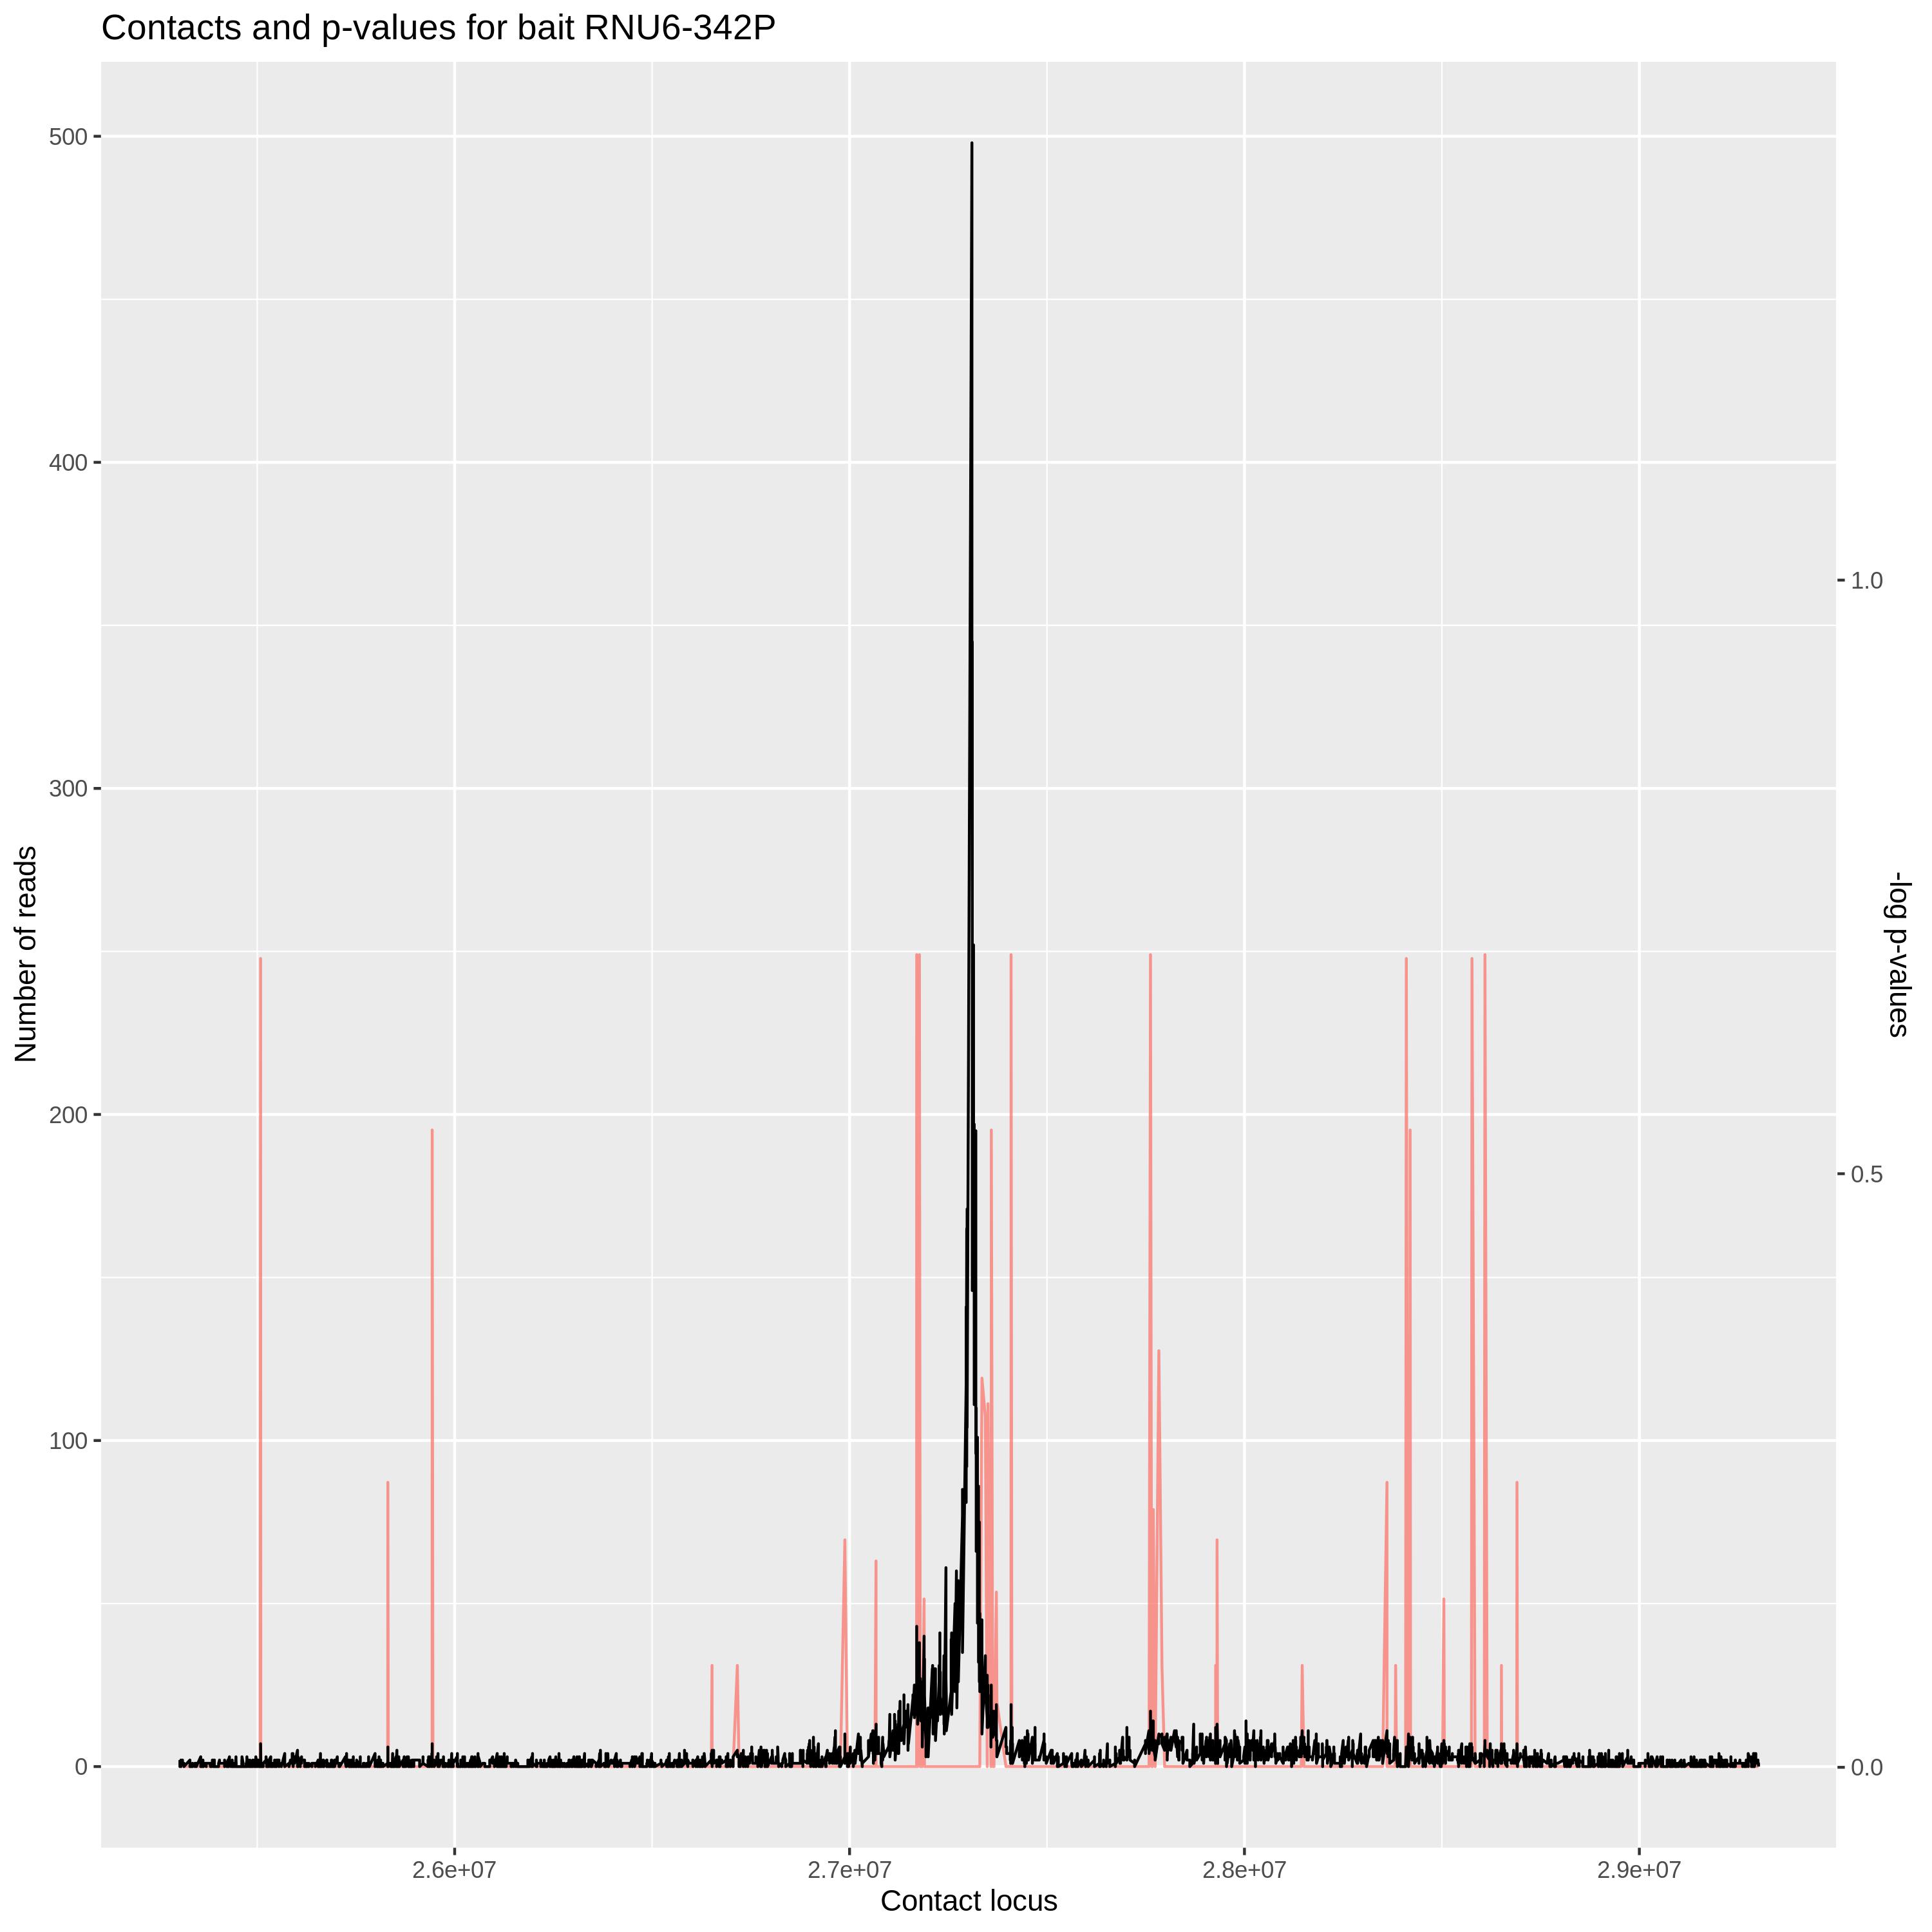 Contacts and p-values for bait RNU6-342P
500
400
300
200
100
0
Number of reads
1.0
0.5
0.0
-log p-values
2.6e+07 2.7e+07 2.8e+07 2.9e+07
Contact locus